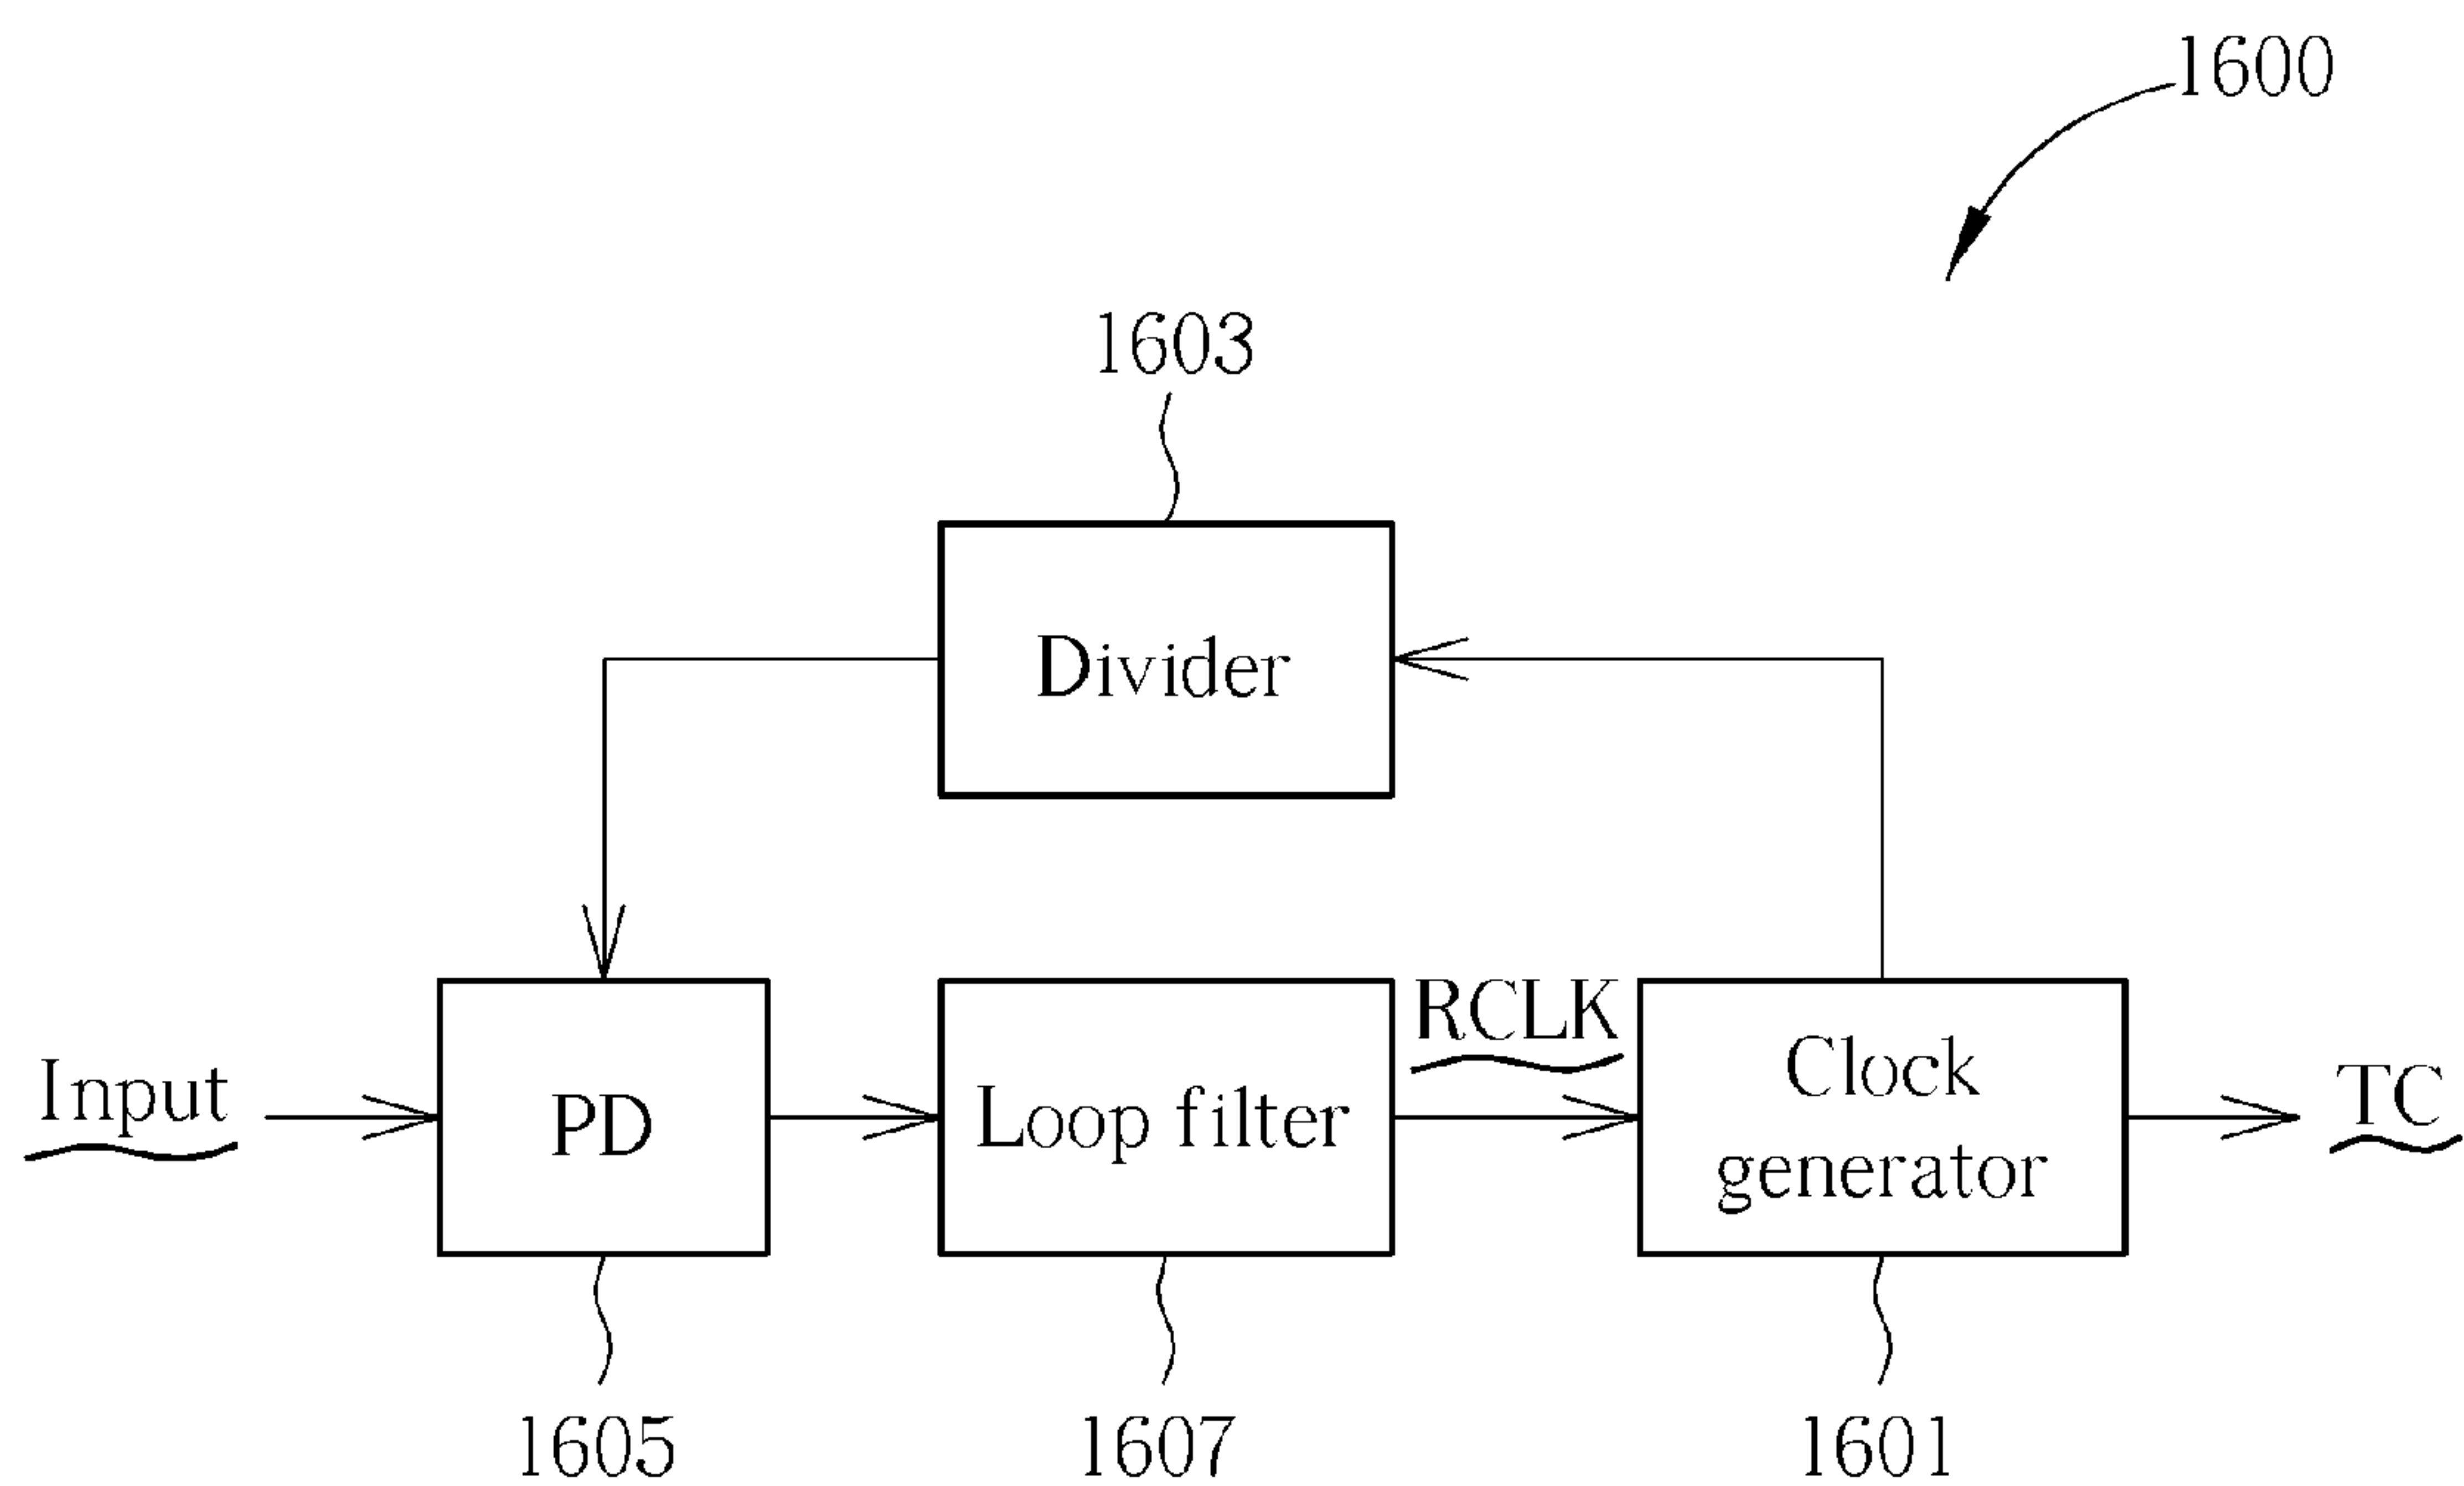 1600
1603
Divider
RCLK
Input
PD
Loop filter
Clock
generator
TC
1605
1607
1601